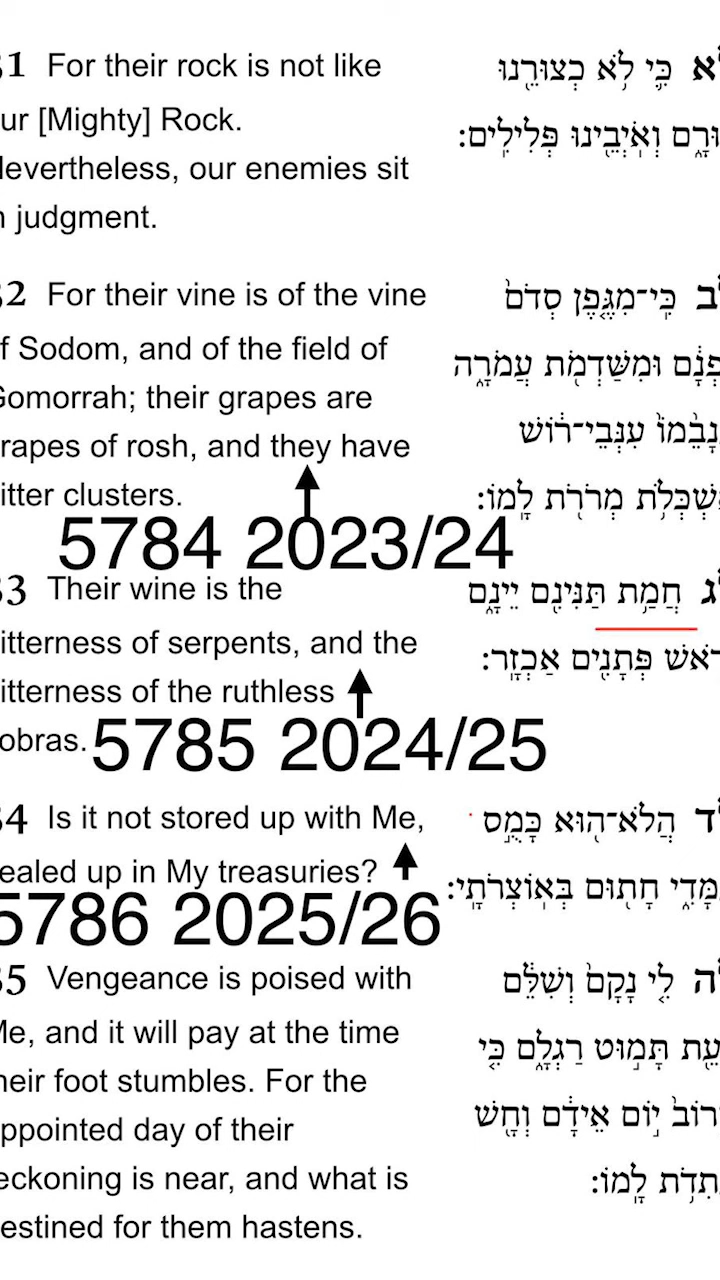 31 For their rock is not like
ur [Mighty] Rock.
evertheless, our enemies sit
n judgment.
32 For their vine is of the vine
f Sodom, and of the field of
Gomorrah; their grapes are
rapes of rosh, and they have
itter clusters.
5784 2023/24
33 Their wine is the
itterness of serpents, and the
itterness of the ruthless
obras.
5785 2024/25
34 Is it not stored up with Me,
ealed up in My treasuries?
5786 2025/26
35 Vengeance is poised with
Me, and it will pay at the time
heir foot stumbles. For the
ppointed day of their
eckoning is near, and what is
estined for them hastens.
א כִּ֛י לֹ֥א כְצוּרֵ֖נוּ
וּרָ֑ם וְאֹֽיְבֵ֖ינוּ פְּלִילִֽים:
ב כִּֽי־מִגֶּ֤פֶן סְדֹם֙
פְנָ֔ם וּמִשַּׁדְמֹ֖ת עֲמֹרָ֑ה
נָבֵ֨מוֹ֙ עִנְּבֵי־ר֔וֹשׁ
שְׁכְּלֹ֥ת מְרֹרֹ֖ת לָֽמוֹ:
ג חֲמַ֥ת תַּנִּינִ֖ם יֵינָ֑ם
רֹאשׁ פְּתָנִ֖ים אַכְזָֽר:
ד הֲלֹא־ה֖וּא כָּמֻ֣ס
מָּדִ֑י חָת֖וּם בְּאֽוֹצְרֹתָֽי:
ה לִ֤י נָקָם֙ וְשִׁלֵּ֔ם
עֵ֖ת תָּמ֣וּט רַגְלָ֑ם כִּ֤י
רוֹב֙ י֣וֹם אֵידָ֔ם וְחָ֖שׁ
תִדֹ֥ת לָֽמוֹ: